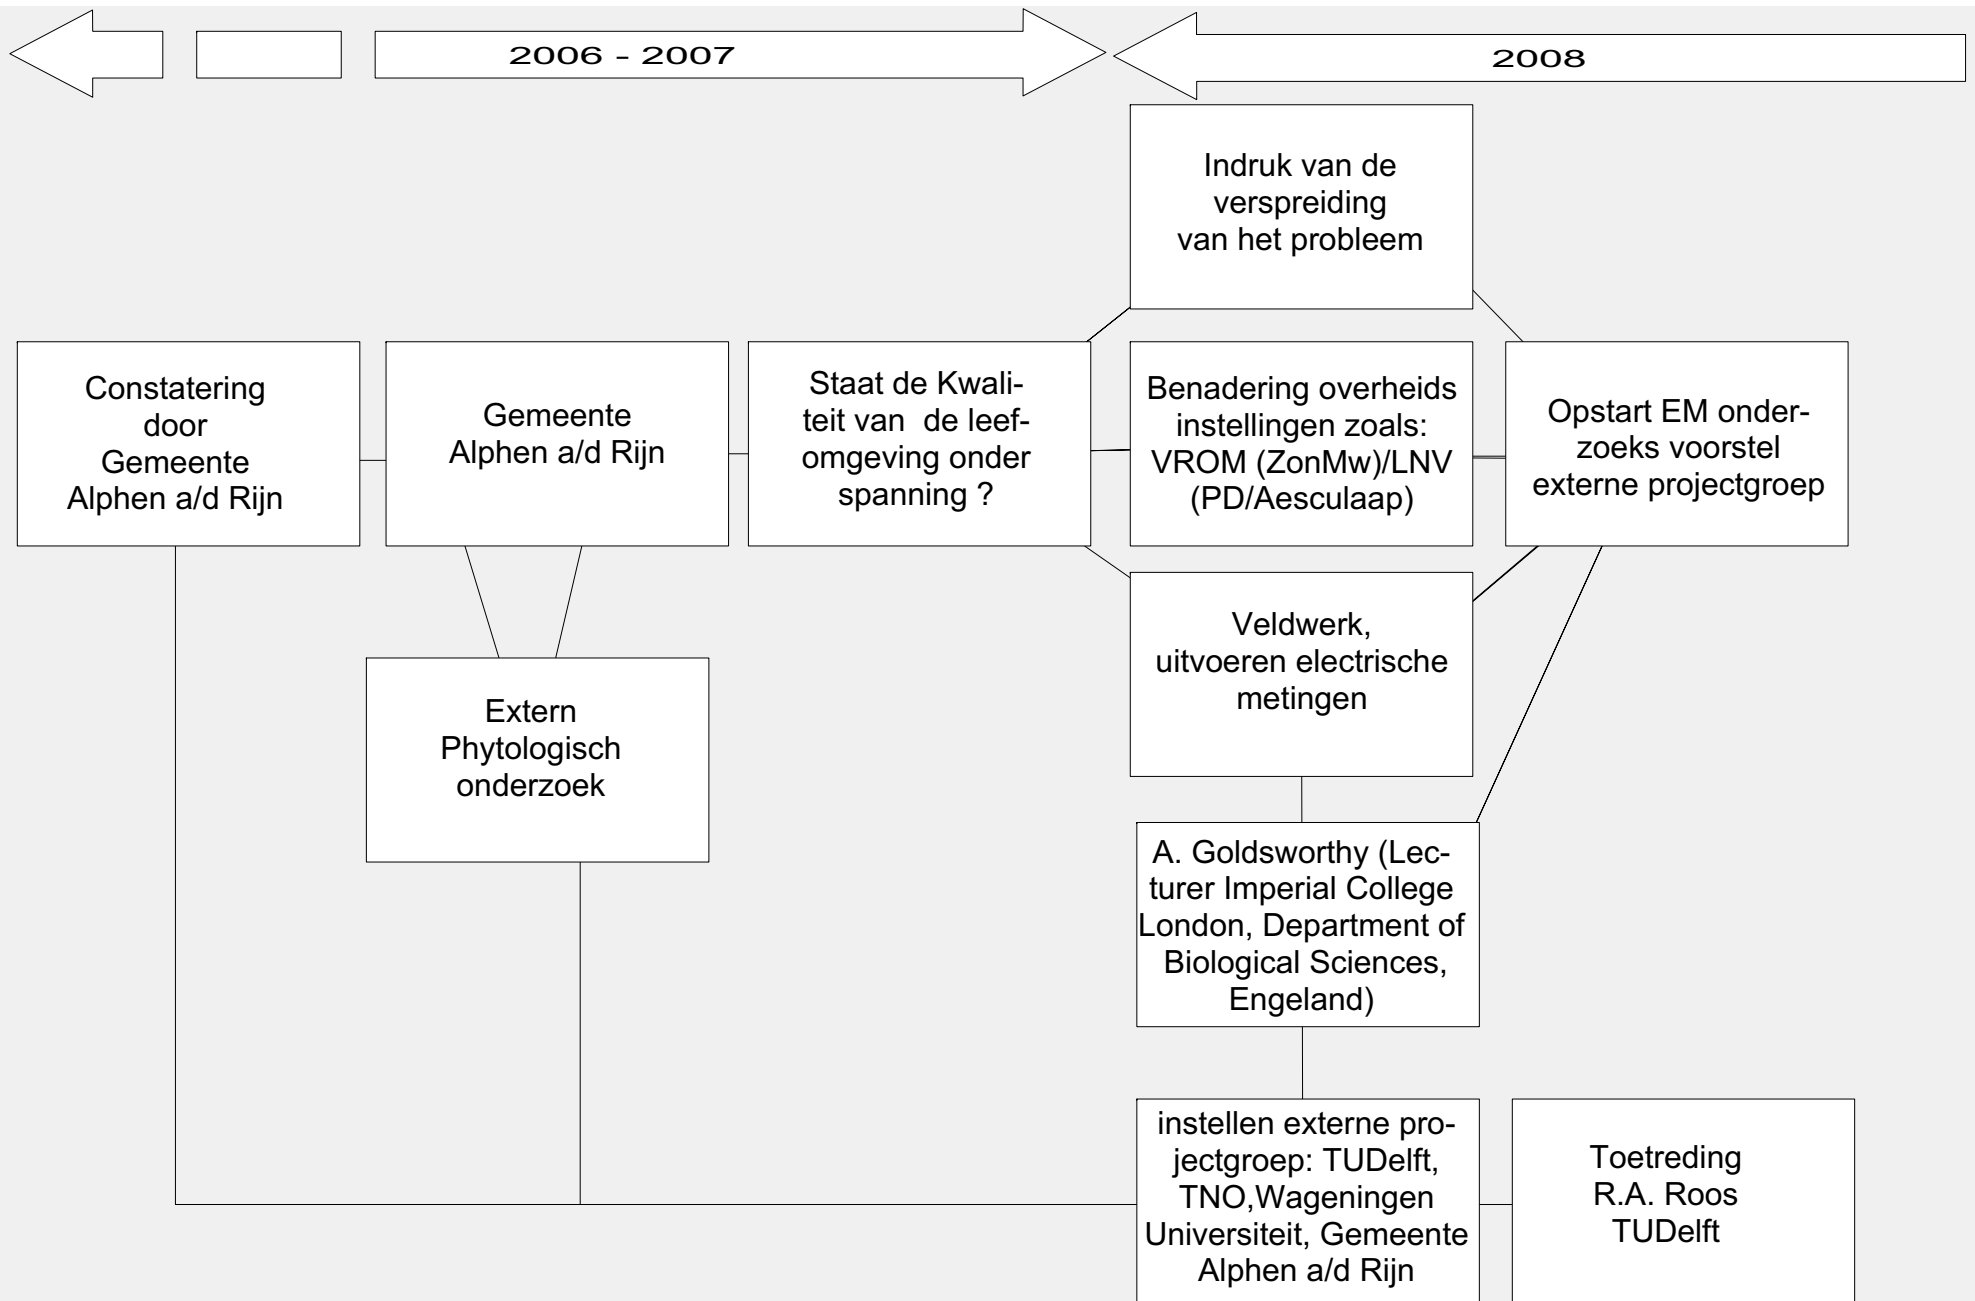 2006 - 2007
2008
Indruk van de
verspreiding
van het probleem
Constatering
door
Gemeente
Alphen a/d Rijn
Gemeente
Alphen a/d Rijn
Staat de Kwali-
teit van de leef-
omgeving onder
spanning ?
Benadering overheids
instellingen zoals:
VROM (ZonMw)/LNV
(PD/Aesculaap)
Opstart EM onder-
zoeks voorstel
externe projectgroep
Veldwerk,
uitvoeren electrische
metingen
Extern
Phytologisch
onderzoek
A. Goldsworthy (Lec-
turer Imperial College
London, Department of
Biological Sciences,
Engeland)
instellen externe pro-
jectgroep: TUDelft,
TNO,Wageningen
Universiteit, Gemeente
Alphen a/d Rijn
Toetreding
R.A. Roos
TUDelft